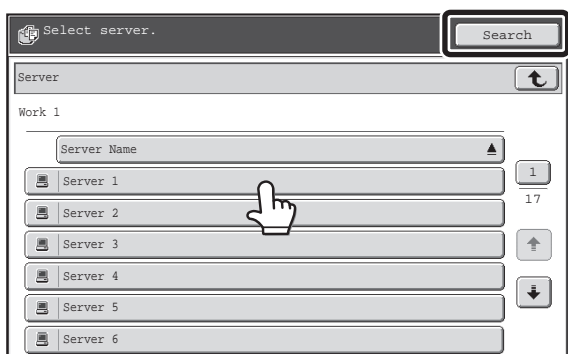 Select server.
Search
Server
Work 1
Server Name
Server 1
1
17
Server 2
Server 3
Server 4
Server 5
Server 6